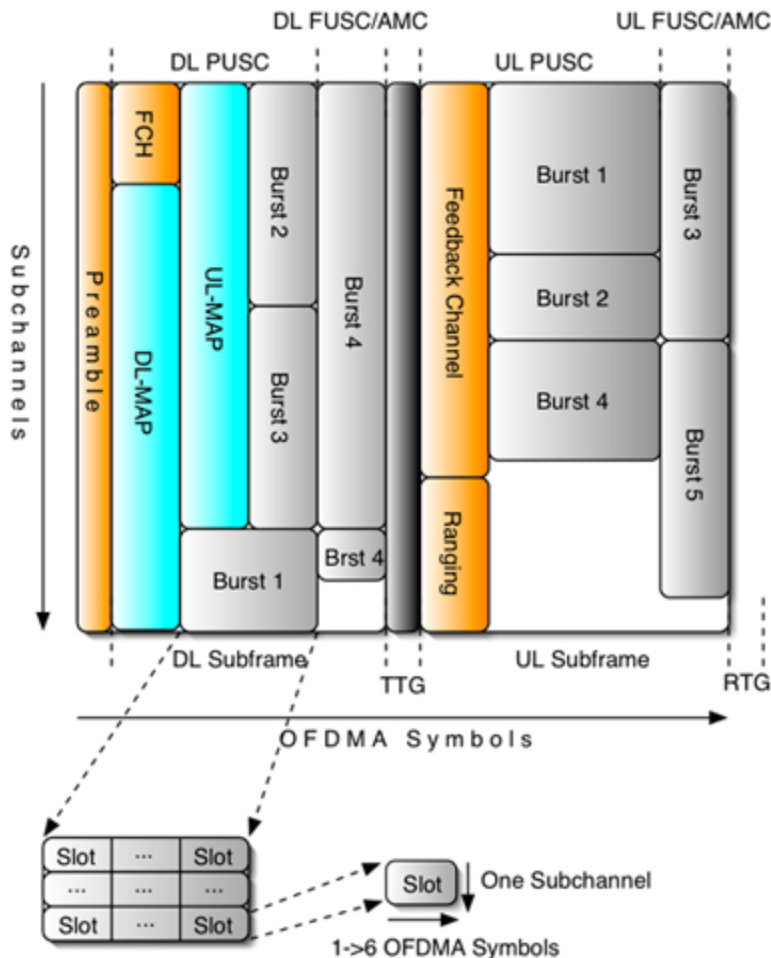 DL FUSC/AMC
UL FUSC/AMC
DL PUSC
UL PUSC
Subchannels
Preamble
FCH
DL-MAP
UL-MAP
Burst 2
Burst 3
Burst 1
Burst 4
Brst 4
Feedback Channel
Ranging
Burst 1
Burst 2
Burst 4
Burst 3
Burst 5
DL Subframe
TTG
UL Subframe
RTG
OFDMA Symbols
Slot ... Slot
... ... ...
Slot ... Slot
Slot
One Subchannel
1->6 OFDMA Symbols